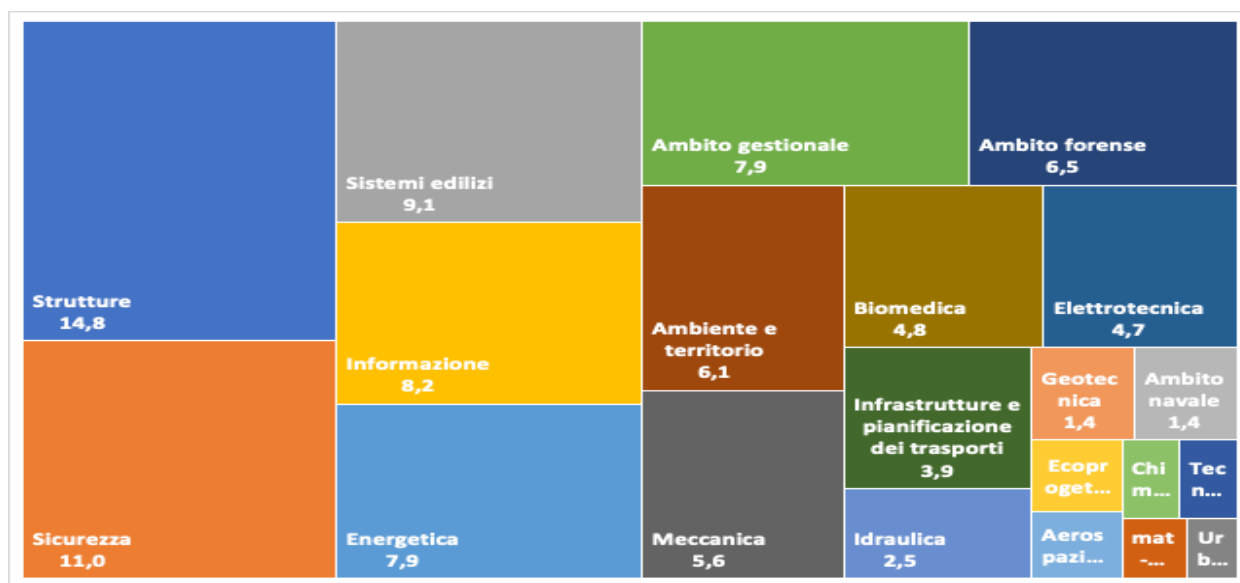 Strutture
14,8
Sicurezza
11,0
Sistemi edilizi
9,1
Informazione
8,2
Energetica
7,9
Ambito gestionale
7,9
Ambito forense
6,5
Ambiente e
territorio
6,1
Meccanica
5,6
Biomedica
4,8
Elettrotecnica
4,7
Infrastrutture e
pianificazione
dei trasporti
3,9
Idraulica
2,5
Geotec
nica
1,4
Ambito
navale
1,4
Ecopr
oget...
Chi
m...
Tec
n...
Aeros
pazi...
mat
-...
Ur
b...